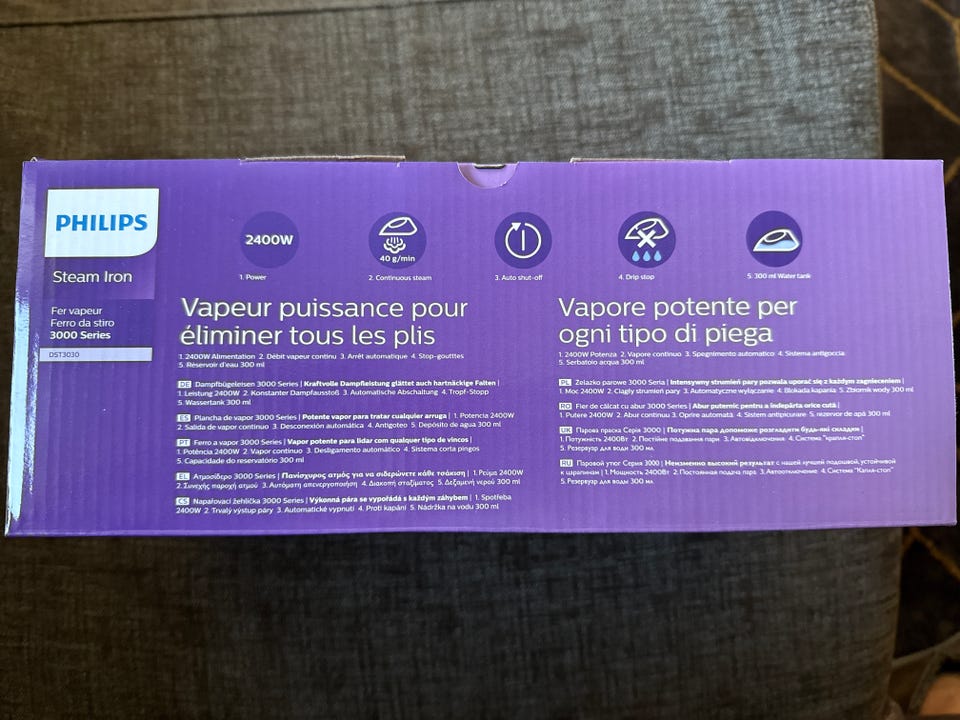 PHILIPS
Steam Iron
Fer vapeur
Ferro da stiro
3000 Series
DST3030
2400W
40 g/min
1. Power
2. Continuous steam
3. Auto shut-off
4. Drip stop
5. 300 ml Water tank
Vapeur puissance pour
éliminer tous les plis
1. 2400W Alimentation 2. Débit vapeur continu 3. Arrêt automatique 4. Stop-gouttes
5. Réservoir d'eau 300 ml
DE Dampfbügeleisen 3000 Series | Kraftvolle Dampfleistung glättet auch hartnäckige Falten |
1. Leistung 2400W 2. Konstanter Dampfausstoß 3. Automatische Abschaltung 4. Tropf-Stopp
5. Wassertank 300 ml
ES Plancha de vapor 3000 Series | Potente vapor para tratar cualquier arruga | 1. Potencia 2400W
2. Salida de vapor continuo 3. Desconexión automática 4. Antigoteo 5. Depósito de agua 300 ml
PT Ferro a vapor 3000 Series | Vapor potente para lidar com qualquer tipo de vincos |
1. Potência 2400W 2. Vapor contínuo 3. Desligamento automático 4. Sistema corta pingos
5. Capacidade do reservatório 300 ml
EL Ατμοσίδερο 3000 Series | Πανίσχυρος ατμός για να σιδερώνετε κάθε τσάκιση | 1. Ρεύμα 2400W
2. Συνεχής παροχή ατμού 3. Αυτόματη απενεργοποίηση 4. Διακοπή σταξίματος 5. Δεξαμενή νερού 300 ml
CS Napařovací žehlička 3000 Series | Výkonná pára se vypořádá s každým záhybem | 1. Spotřeba
2400W 2. Trvalý výstup páry 3. Automatické vypnutí 4. Proti kapání 5. Nádržka na vodu 300 ml
Vapore potente per
ogni tipo di piega
1. 2400W Potenza 2. Vapore continuo 3. Spegnimento automatico 4. Sistema antigoccia
5. Serbatoio acqua 300 ml
PL Żelazko parowe 3000 Seria | Intensywny strumień pary pozwala uporać się z każdym zagnieceniem |
1. Moc 2400W 2. Ciągły strumień pary 3. Automatyczne wyłączanie 4. Blokada kapania 5. Zbiornik wody 300 ml
RO Fier de călcat cu abur 3000 Series | Abur puternic pentru a îndepărta orice cută |
1. Putere 2400W 2. Abur continuu 3. Oprire automată 4. Sistem antipicurare 5. rezervor de apă 300 ml
UK Парова праска Серія 3000 | Потужна пара допоможе розгладити будь-які складки |
1. Потужність 2400Вт 2. Постійне подавання пари 3. Автовідключення 4. Система "крапля-стоп"
5. Резервуар для води 300 мл
RU Паровой утюг Серия 3000 | Неизменно высокий результат с нашей лучшей подошвой, устойчивой
к царапинам | 1. Мощность 2400Вт 2. Постоянная подача пара 3. Автоотключение 4. Система "Капля-стоп"
5. Резервуар для воды 300 мл